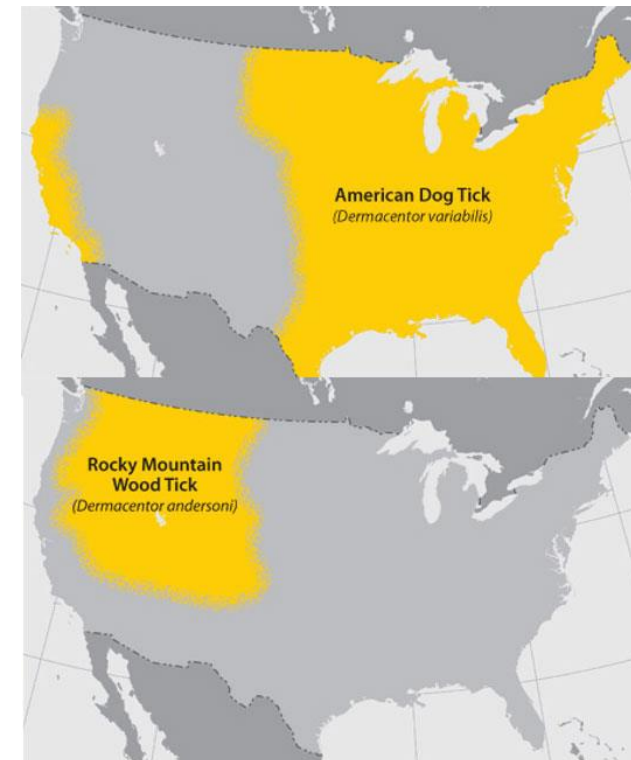 American Dog Tick
(Dermacentor variabilis)
Rocky Mountain
Wood Tick
(Dermacentor andersoni)